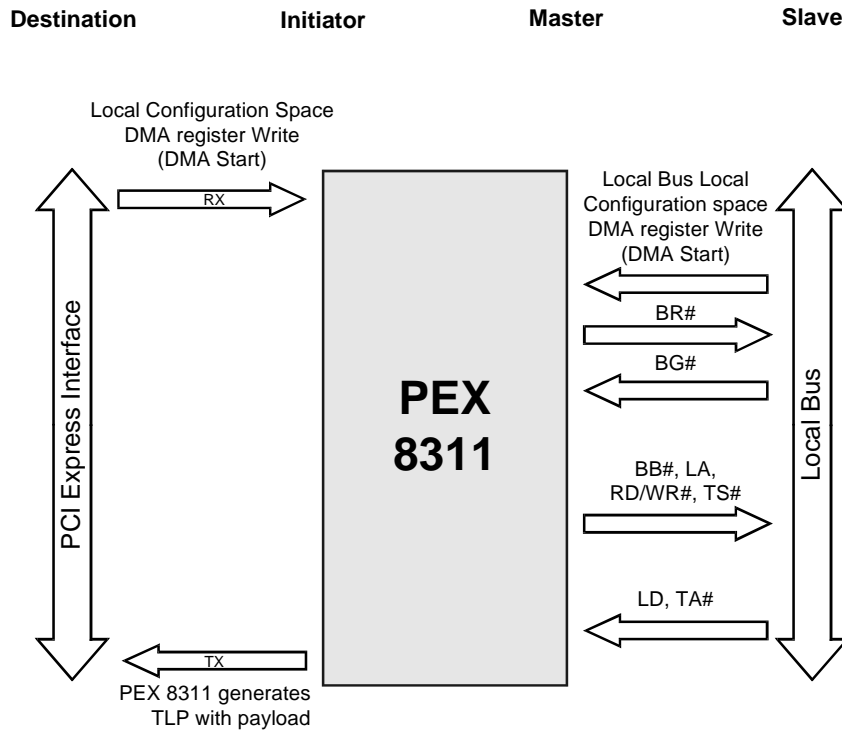 Destination Initiator Master Slave
Local Configuration Space
DMA register Write
(DMA Start)
RX
Local Bus Local
Configuration space
DMA register Write
(DMA Start)
BR#
BG#
PCI Express Interface
PEX
8311
Local Bus
BB#, LA,
RD/WR#, TS#
LD, TA#
TX
PEX 8311 generates
TLP with payload